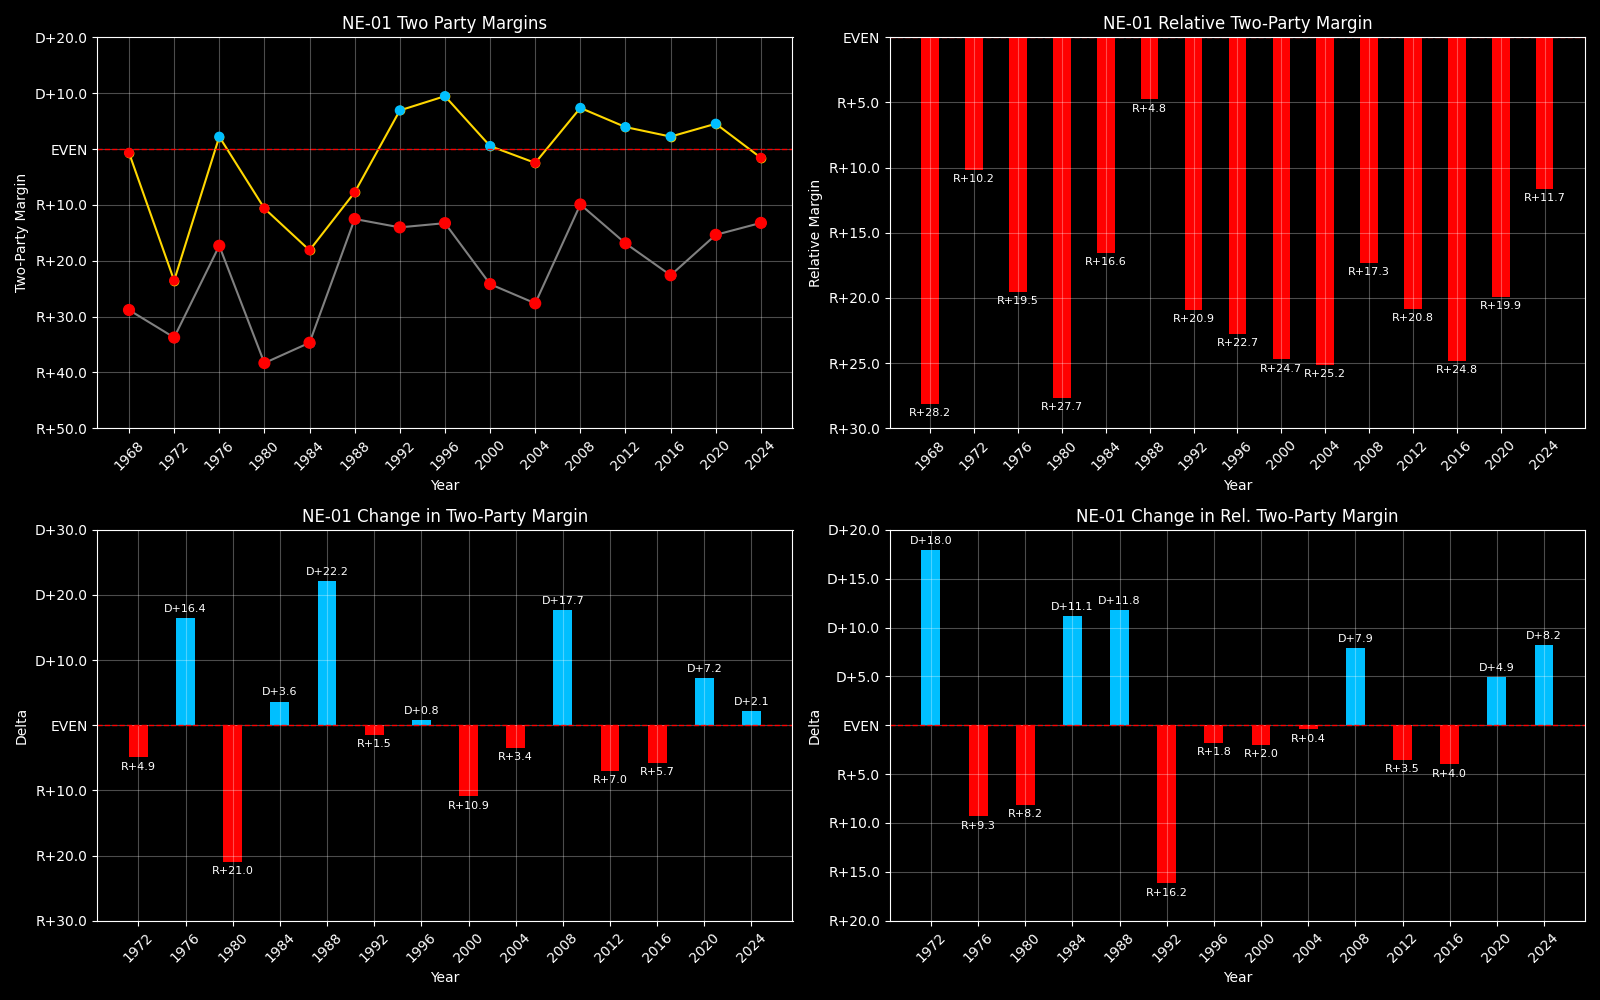 NE-01 Two Party Margins
D+20.0
D+10.0
EVEN
R+10.0
R+20.0
R+30.0
R+40.0
R+50.0
Two-Party Margin
1968 1972 1976 1980 1984 1988 1992 1996 2000 2004 2008 2012 2016 2020 2024
Year
NE-01 Relative Two-Party Margin
EVEN
R+5.0
R+10.0
R+15.0
R+20.0
R+25.0
R+30.0
Relative Margin
R+28.2 R+10.2 R+19.5 R+27.7 R+16.6 R+4.8 R+20.9 R+22.7 R+24.7 R+25.2 R+17.3 R+20.8 R+24.8 R+19.9 R+11.7
1968 1972 1976 1980 1984 1988 1992 1996 2000 2004 2008 2012 2016 2020 2024
Year
NE-01 Change in Two-Party Margin
D+30.0
D+20.0
D+10.0
EVEN
R+10.0
R+20.0
R+30.0
Delta
R+4.9 D+16.4 R+21.0 D+3.6 D+22.2 R+1.5 D+0.8 R+10.9 R+3.4 D+17.7 R+7.0 R+5.7 D+7.2 D+2.1
1972 1976 1980 1984 1988 1992 1996 2000 2004 2008 2012 2016 2020 2024
Year
NE-01 Change in Rel. Two-Party Margin
D+20.0
D+15.0
D+10.0
D+5.0
EVEN
R+5.0
R+10.0
R+15.0
R+20.0
Delta
D+18.0 R+9.3 R+8.2 D+11.1 D+11.8 R+16.2 R+1.8 R+2.0 R+0.4 D+7.9 R+3.5 R+4.0 D+4.9 D+8.2
1972 1976 1980 1984 1988 1992 1996 2000 2004 2008 2012 2016 2020 2024
Year